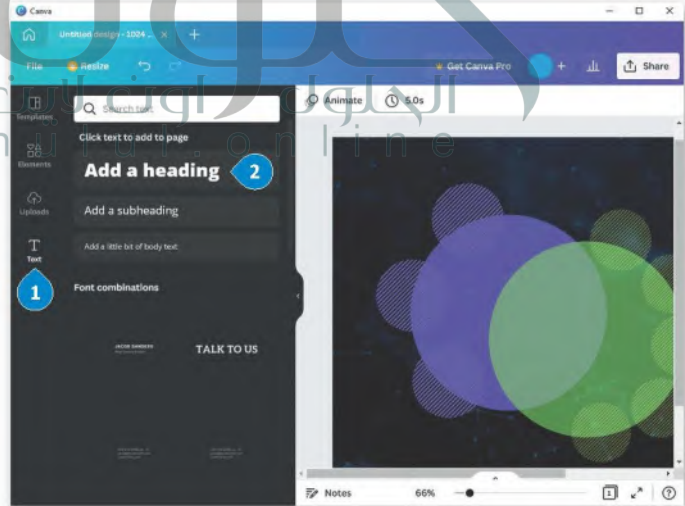 Canva
Untitled design - 1024 ...
File
Resize
Get Canva Pro
Share
Templates
Search text
Animate
5.0s
Click text to add to page
Elements
Add a heading
2
Uploads
Add a subheading
T
Text
Add a little bit of body text
1
Font combinations
JACOB SANDERS
TALK TO US
Notes
66%
1